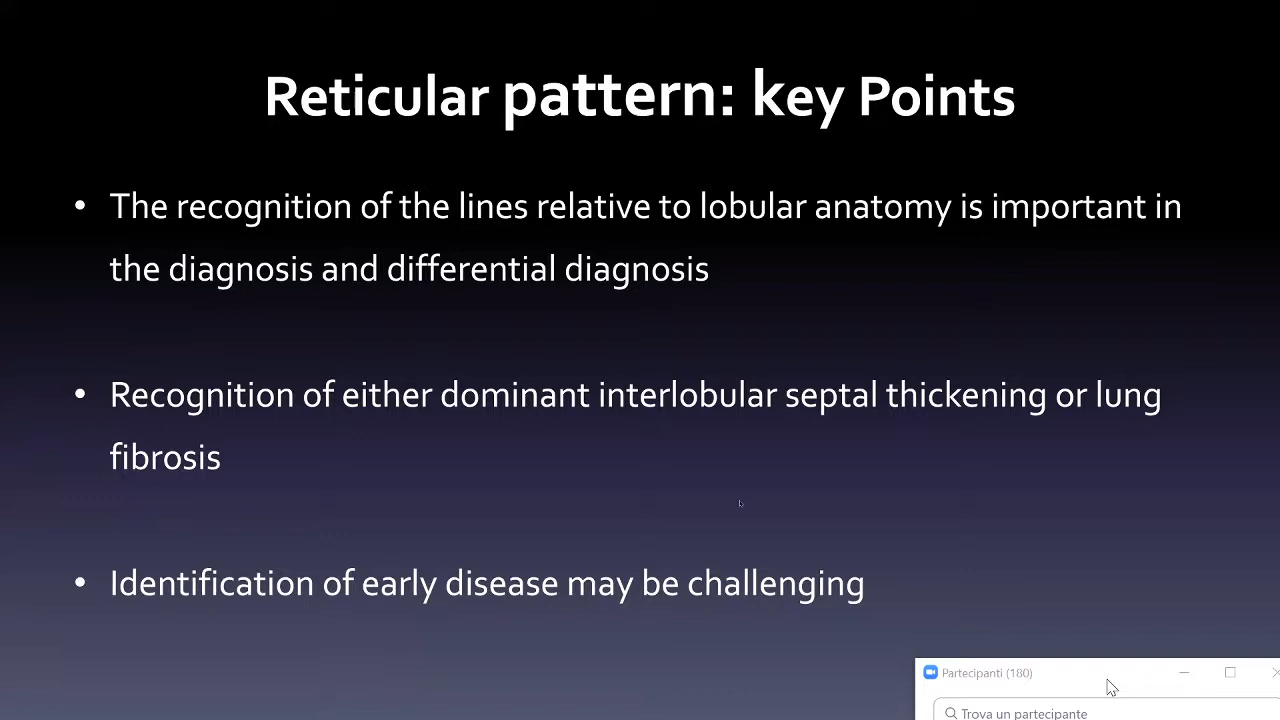 Reticular pattern: key Points
• The recognition of the lines relative to lobular anatomy is important in
the diagnosis and differential diagnosis
• Recognition of either dominant interlobular septal thickening or lung
fibrosis
• Identification of early disease may be challenging
Partecipanti (180)
Trova un partecipante